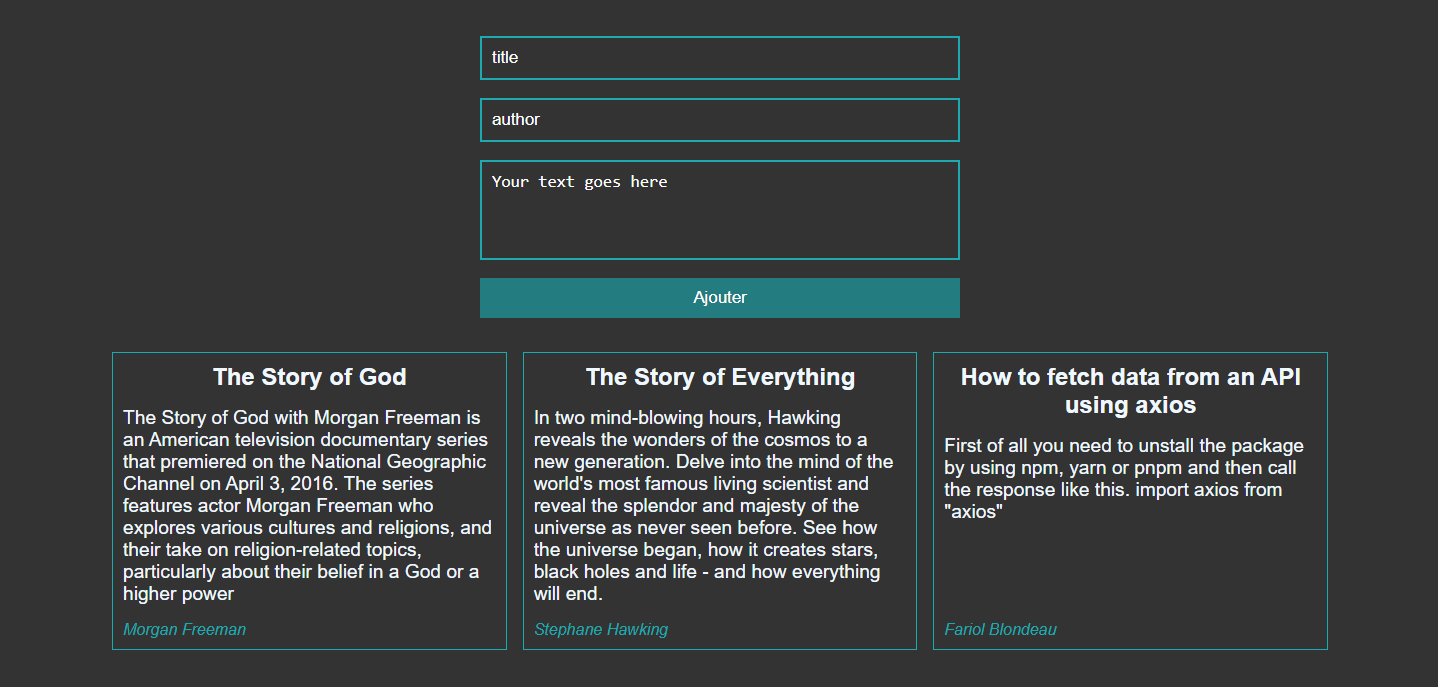 title
author
Your text goes here
Ajouter
The Story of God
The Story of God with Morgan Freeman is
an American television documentary series
that premiered on the National Geographic
Channel on April 3, 2016. The series
features actor Morgan Freeman who
explores various cultures and religions, and
their take on religion-related topics,
particularly about their belief in a God or a
higher power
Morgan Freeman
The Story of Everything
In two mind-blowing hours, Hawking
reveals the wonders of the cosmos to a
new generation. Delve into the mind of the
world's most famous living scientist and
reveal the splendor and majesty of the
universe as never seen before. See how
the universe began, how it creates stars,
black holes and life - and how everything
will end.
Stephane Hawking
How to fetch data from an API
using axios
First of all you need to unstall the package
by using npm, yarn or pnpm and then call
the response like this. import axios from
"axios"
Fariol Blondeau